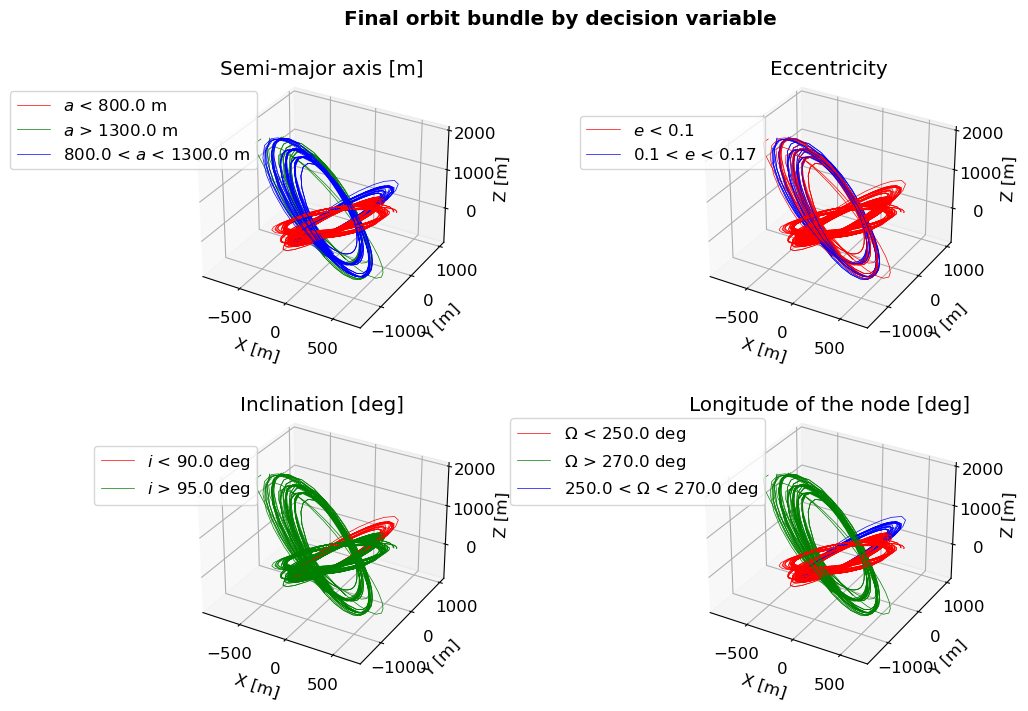 Final orbit bundle by decision variable
Semi-major axis [m]
a < 800.0 m
a > 1300.0 m
800.0 < a < 1300.0 m
2000
1000
0
Z [m]
1000
0
−1000
Y [m]
−500
0
500
X [m]
Eccentricity
e < 0.1
0.1 < e < 0.17
2000
1000
0
Z [m]
1000
0
−1000
Y [m]
−500
0
500
X [m]
Inclination [deg]
i < 90.0 deg
i > 95.0 deg
2000
1000
0
Z [m]
1000
0
−1000
Y [m]
−500
0
500
X [m]
Longitude of the node [deg]
Ω < 250.0 deg
Ω > 270.0 deg
250.0 < Ω < 270.0 deg
2000
1000
0
Z [m]
1000
0
−1000
Y [m]
−500
0
500
X [m]